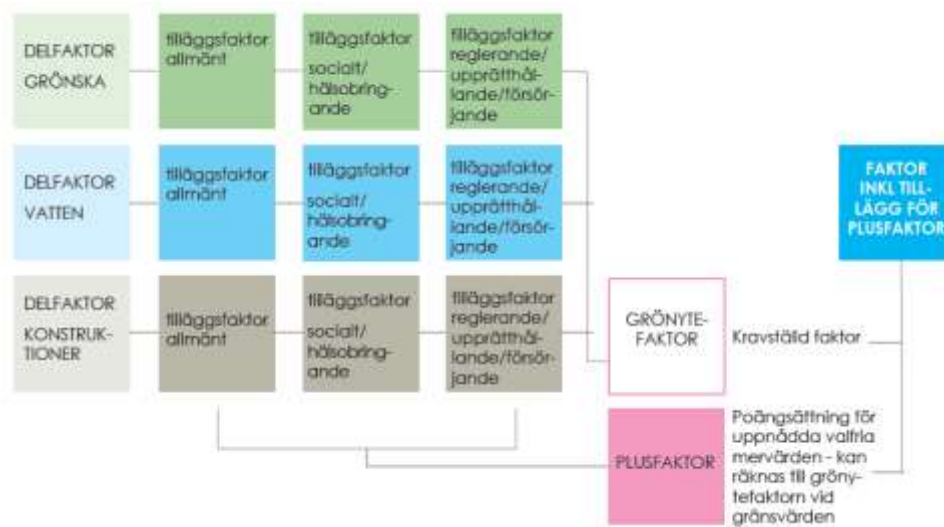 DELFAKTOR
GRÖNSKA
tilläggsfaktor
allmänt
tilläggsfaktor
socialt/
hälsobring-
ande
tilläggsfaktor
reglerande/
upprätthål-
lande/försör-
jande
DELFAKTOR
VATTEN
tilläggsfaktor
allmänt
tilläggsfaktor
socialt/
hälsobring-
ande
tilläggsfaktor
reglerande/
upprätthål-
lande/försör-
jande
FAKTOR
INKL TILL-
LÄGG FÖR
PLUSFAKTOR
DELFAKTOR
KONSTRUK-
TIONER
tilläggsfaktor
allmänt
tilläggsfaktor
socialt/
hälsobring-
ande
tilläggsfaktor
reglerande/
upprätthål-
lande/försör-
jande
GRÖNYTE-
FAKTOR
Kravställd faktor
PLUSFAKTOR
Poängsättning för
uppnådda valfria
mervärden - kan
räknas till gröny-
tefaktorn vid
gränsvärden